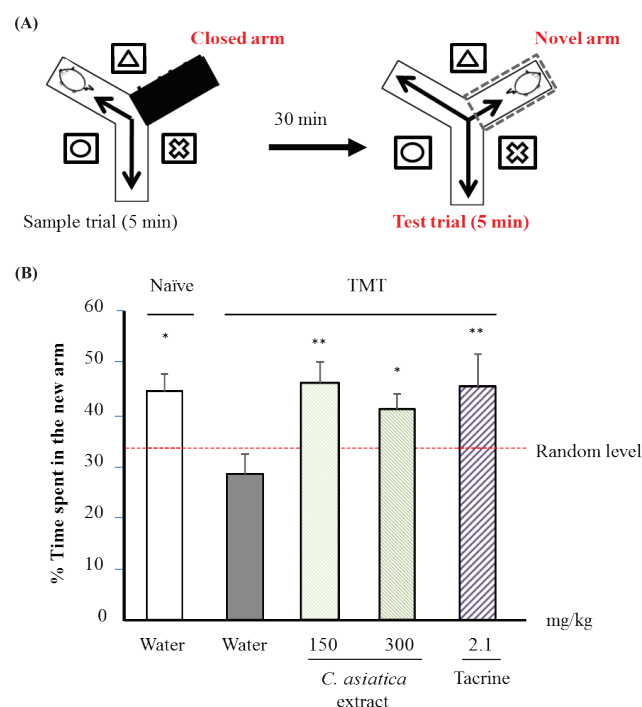 (A)
Closed arm
Novel arm
30 min
Sample trial (5 min)
Test trial (5 min)
(B)
Naïve
TMT
60
50
40
30
20
10
0
% Time spent in the new arm
*
**
*
**
Random level
mg/kg
Water
Water
150
300
2.1
C. asiatica
extract
Tacrine